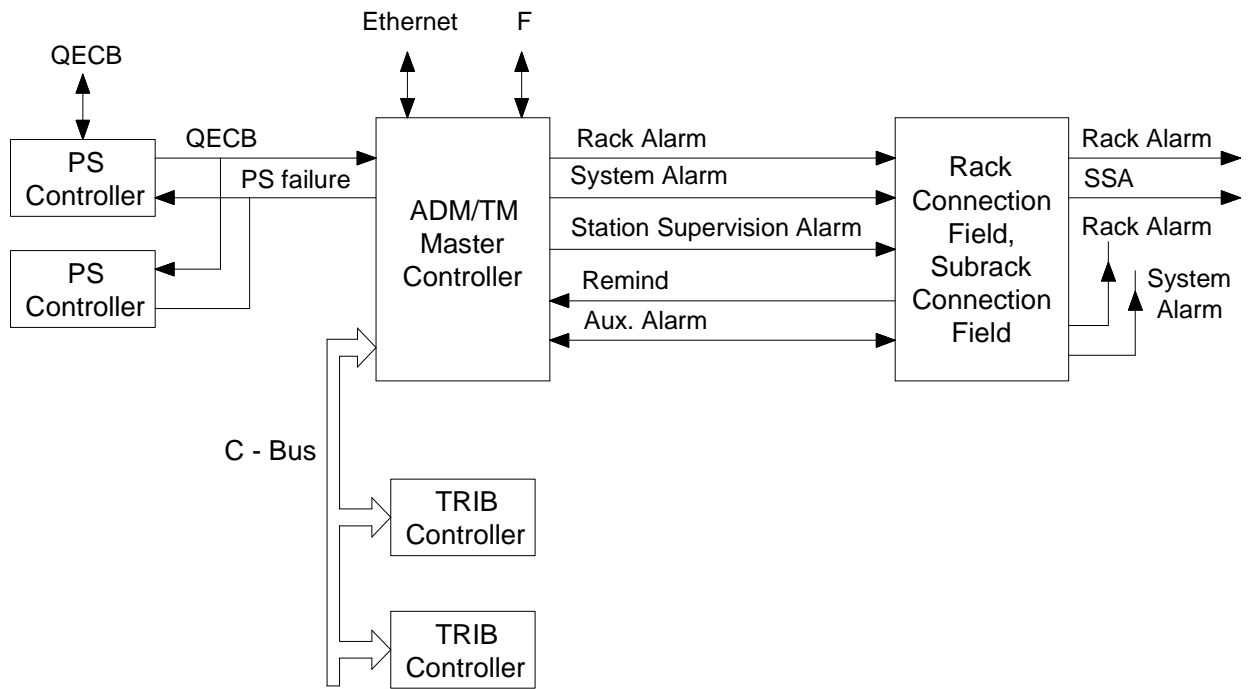 Ethernet
F
QECB
QECB
PS failure
PS
Controller
PS
Controller
ADM/TM
Master
Controller
Rack Alarm
System Alarm
Station Supervision Alarm
Remind
Aux. Alarm
Rack
Connection
Field,
Subrack
Connection
Field
Rack Alarm
SSA
Rack Alarm
System
Alarm
C - Bus
TRIB
Controller
TRIB
Controller